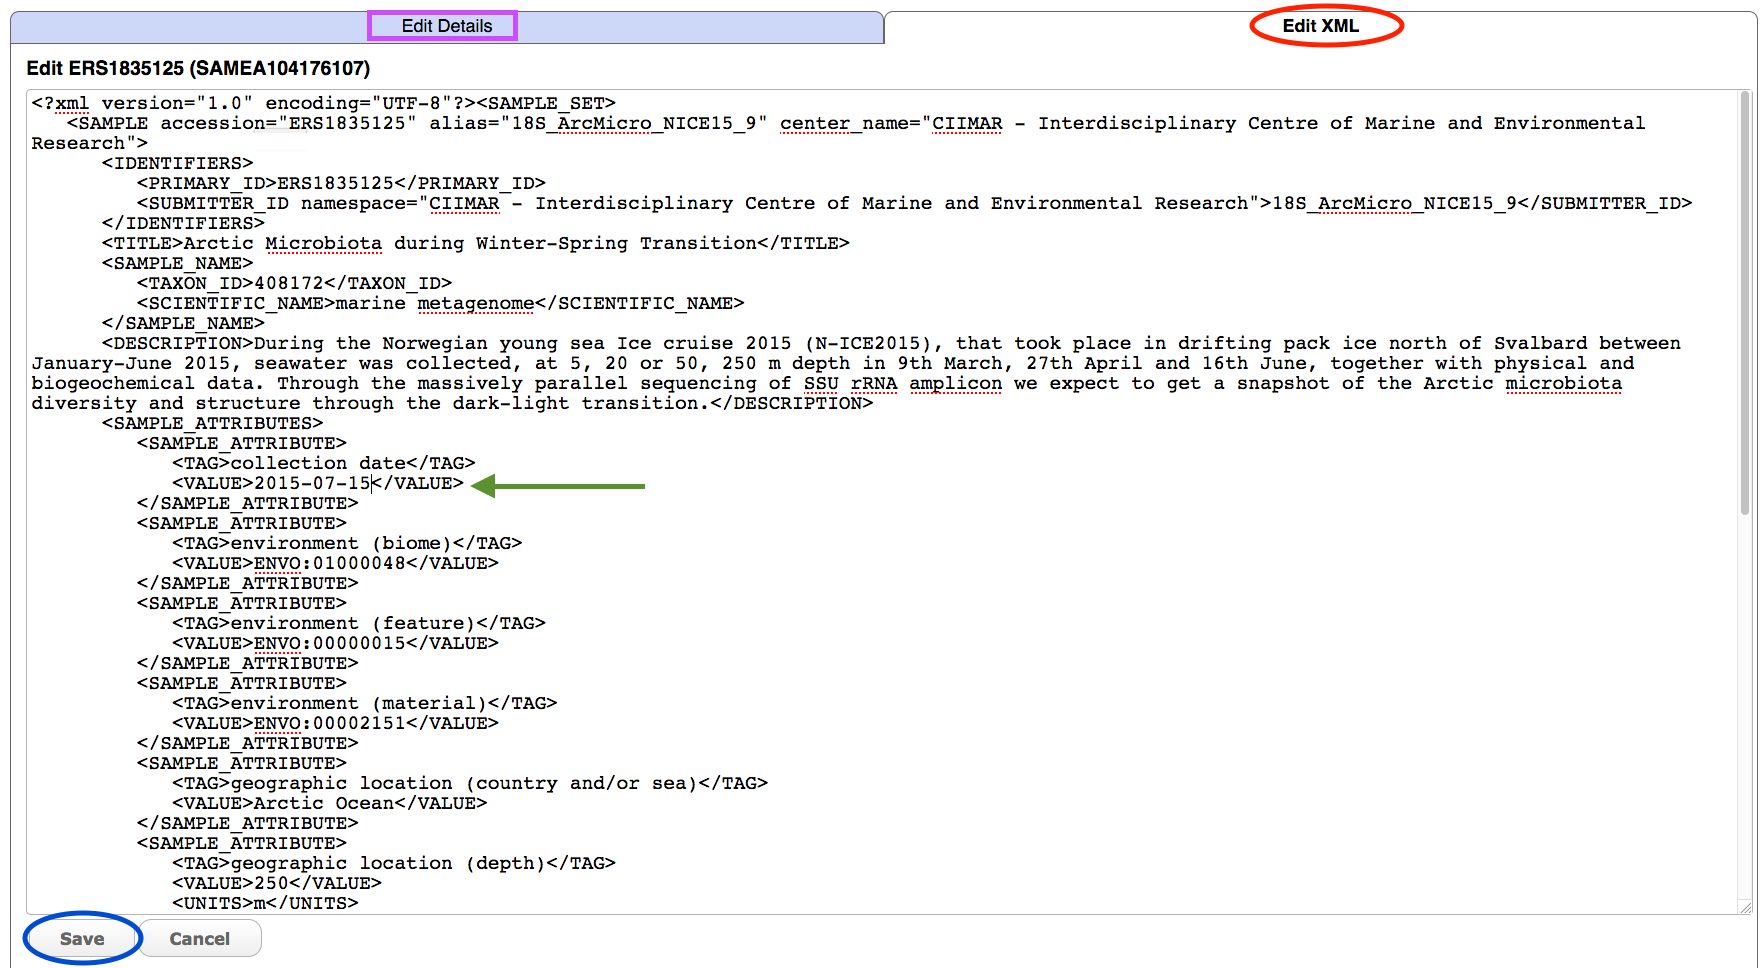 Edit Details
Edit XML
Edit ERS1835125 (SAMEA104176107)
<?xml version="1.0" encoding="UTF-8"?><SAMPLE_SET>
<SAMPLE accession="ERS1835125" alias="18S_ArcMicro_NICE15_9" center_name="CIIMAR - Interdisciplinary Centre of Marine and Environmental
Research">
<IDENTIFIERS>
<PRIMARY_ID>ERS1835125</PRIMARY_ID>
<SUBMITTER_ID namespace="CIIMAR - Interdisciplinary Centre of Marine and Environmental Research">18S_ArcMicro_NICE15_9</SUBMITTER_ID>
</IDENTIFIERS>
<TITLE>Arctic Microbiota during Winter-Spring Transition</TITLE>
<SAMPLE_NAME>
<TAXON_ID>408172</TAXON_ID>
<SCIENTIFIC_NAME>marine metagenome</SCIENTIFIC_NAME>
</SAMPLE_NAME>
<DESCRIPTION>During the Norwegian young sea Ice cruise 2015 (N-ICE2015), that took place in drifting pack ice north of Svalbard between
January-June 2015, seawater was collected, at 5, 20 or 50, 250 m depth in 9th March, 27th April and 16th June, together with physical and
biogeochemical data. Through the massively parallel sequencing of SSU rRNA amplicon we expect to get a snapshot of the Arctic microbiota
diversity and structure through the dark-light transition.</DESCRIPTION>
<SAMPLE_ATTRIBUTES>
<SAMPLE_ATTRIBUTE>
<TAG>collection date</TAG>
<VALUE>2015-07-15</VALUE>
</SAMPLE_ATTRIBUTE>
<SAMPLE_ATTRIBUTE>
<TAG>environment (biome)</TAG>
<VALUE>ENVO:01000048</VALUE>
</SAMPLE_ATTRIBUTE>
<SAMPLE_ATTRIBUTE>
<TAG>environment (feature)</TAG>
<VALUE>ENVO:00000015</VALUE>
</SAMPLE_ATTRIBUTE>
<SAMPLE_ATTRIBUTE>
<TAG>environment (material)</TAG>
<VALUE>ENVO:00002151</VALUE>
</SAMPLE_ATTRIBUTE>
<SAMPLE_ATTRIBUTE>
<TAG>geographic location (country and/or sea)</TAG>
<VALUE>Arctic Ocean</VALUE>
</SAMPLE_ATTRIBUTE>
<SAMPLE_ATTRIBUTE>
<TAG>geographic location (depth)</TAG>
<VALUE>250</VALUE>
<UNITS>m</UNITS>
Save
Cancel